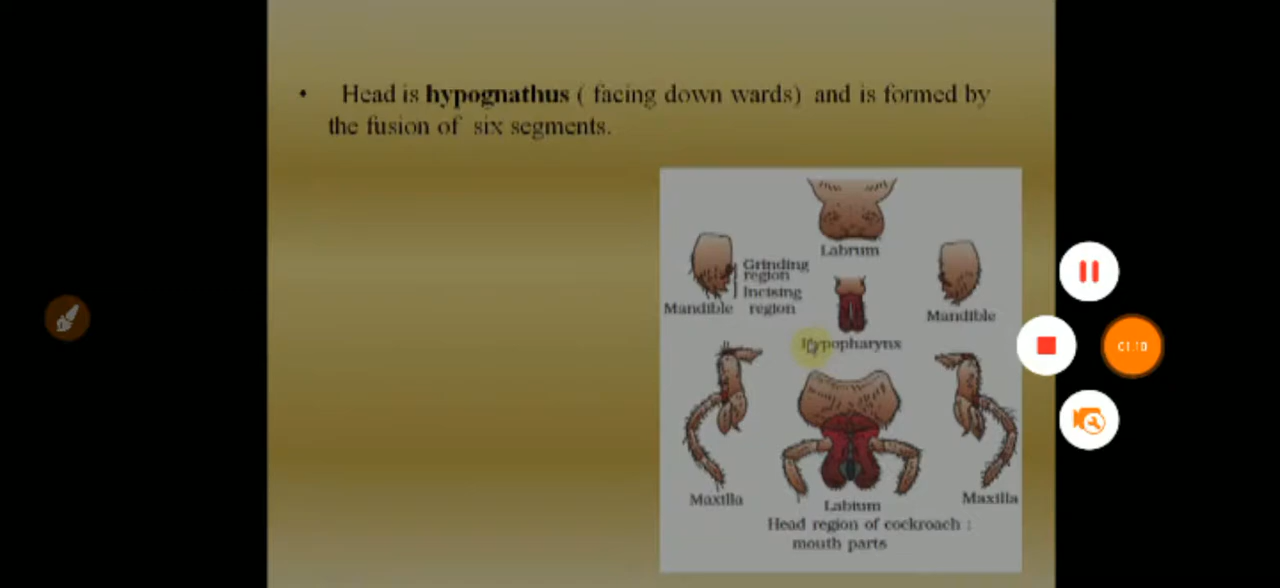 • Head is hypognathus ( facing down wards) and is formed by
the fusion of six segments.
Labrum
Grinding
region
Incising
region
Mandible
Mandible
Hypopharynx
Maxilla
Labium
Maxilla
Head region of cockroach :
mouth parts
01:10